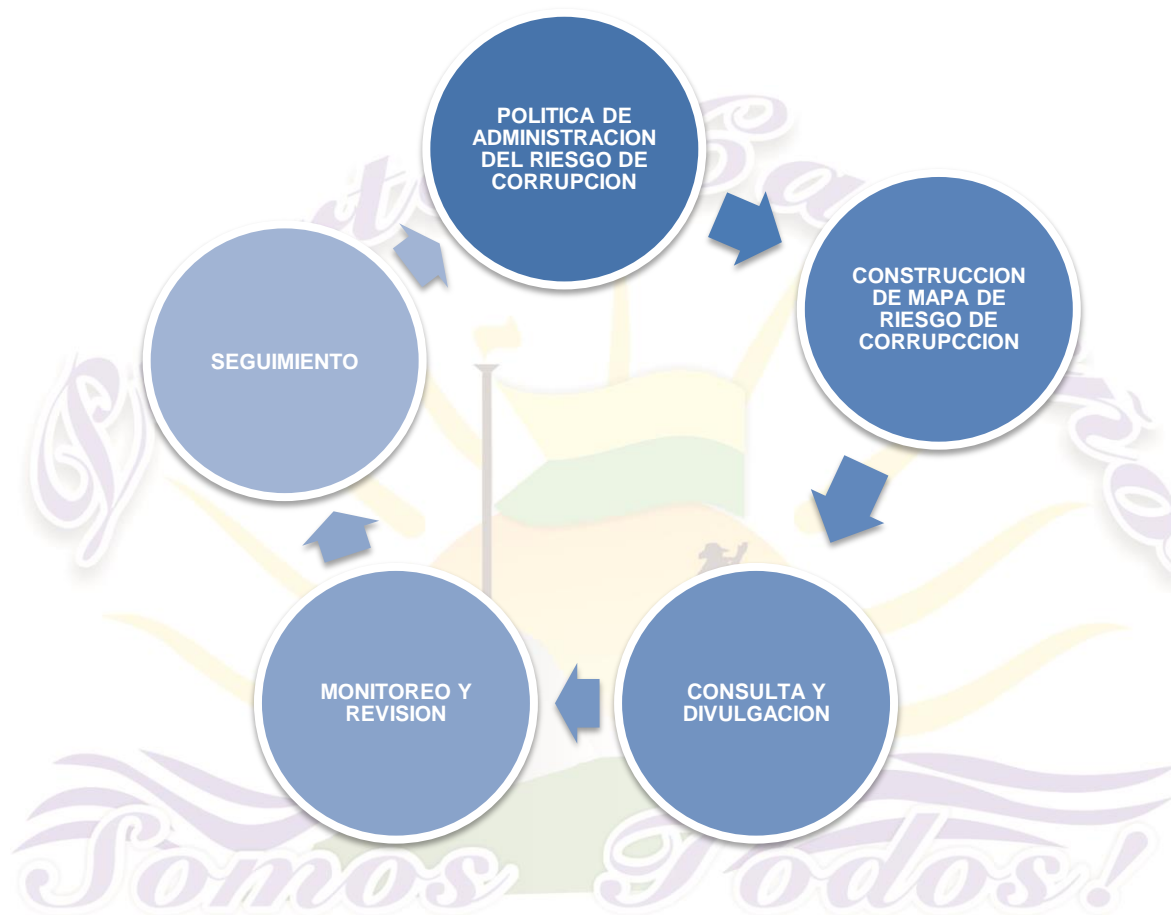 POLITICA DE
ADMINISTRACION
DEL RIESGO DE
CORRUPCION
CONSTRUCCION
DE MAPA DE
RIESGO DE
CORRUPCCION
CONSULTA Y
DIVULGACION
MONITOREO Y
REVISION
SEGUIMIENTO
Somos Todos!